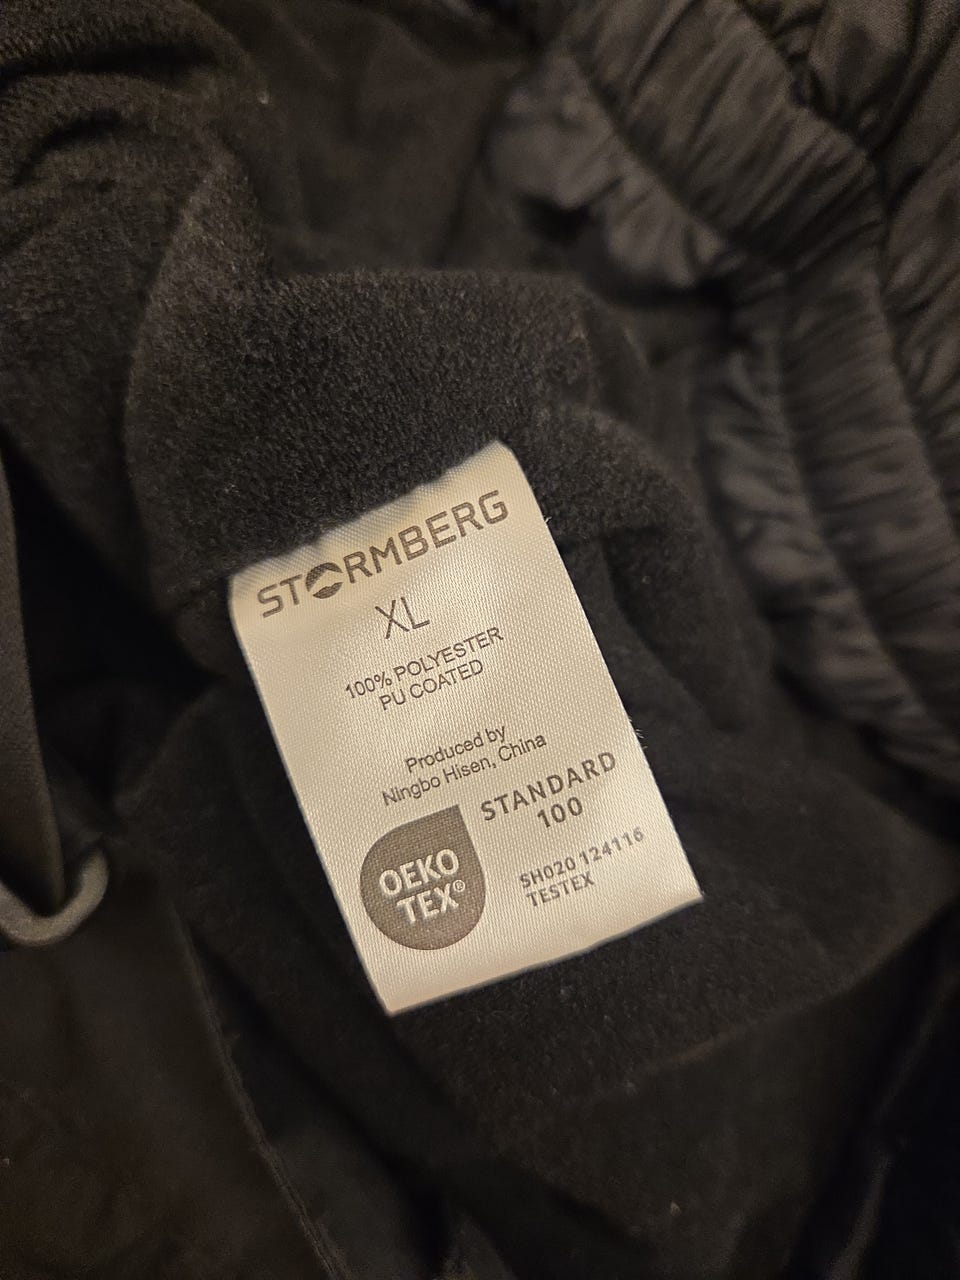 STORMBERG
XL
100% POLYESTER
PU COATED
Produced by
Ningbo Hisen, China
STANDARD
100
OEKO
TEX®
SH020 124116
TESTEX